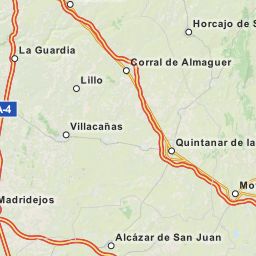 Horcajo de S
La Guardia
Corral de Almaguer
Lillo
A-4
Villacañas
Quintanar de la
Mo
Madridejos
Alcázar de San Juan